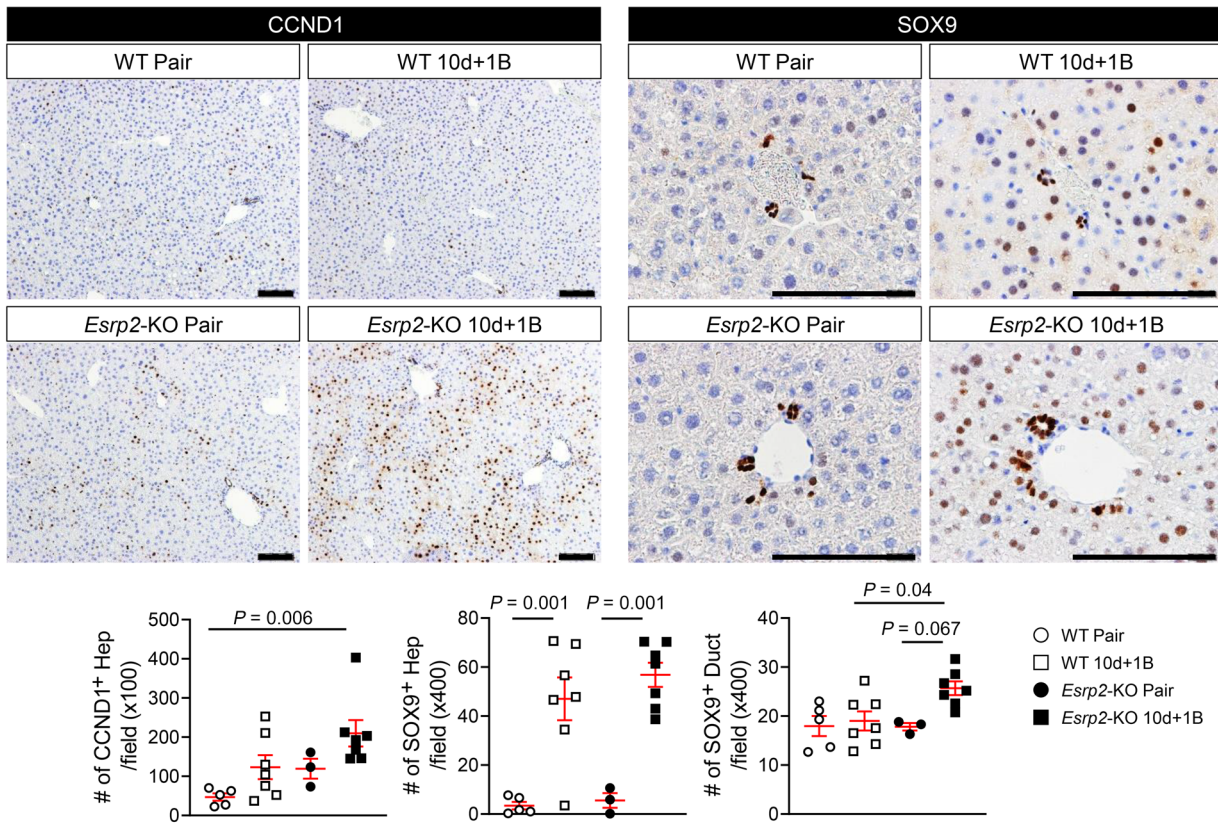 CCND1
SOX9
WT Pair
WT 10d+1B
WT Pair
WT 10d+1B
Esrp2-KO Pair
Esrp2-KO 10d+1B
Esrp2-KO Pair
Esrp2-KO 10d+1B
# of CCND1+ Hep
/field (x100)
500
400
300
200
100
0
P = 0.006
# of SOX9+ Hep
/field (x400)
80
60
40
20
0
P = 0.001
P = 0.001
# of SOX9+ Duct
/field (x400)
40
30
20
10
0
P = 0.04
P = 0.067
WT Pair
WT 10d+1B
Esrp2-KO Pair
Esrp2-KO 10d+1B